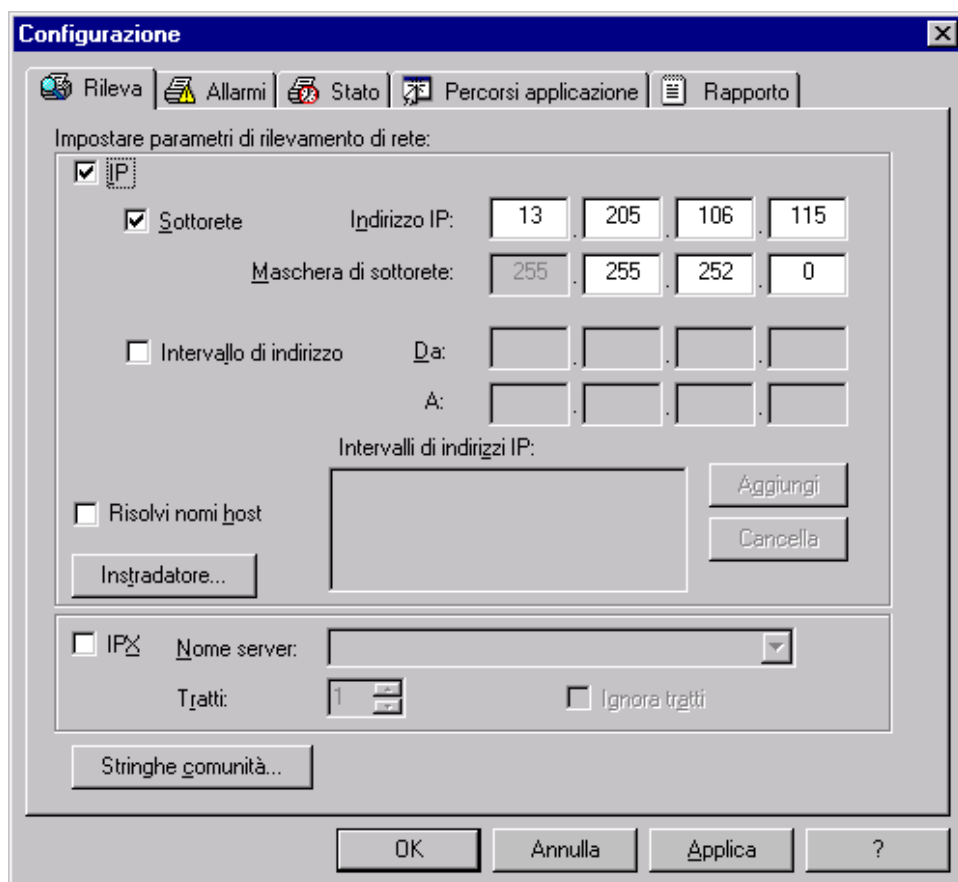 Configurazione
Rileva Allarmi Stato Percorsi applicazione Rapporto
Impostare parametri di rilevamento di rete:
IP
Sottorete Indirizzo IP: 13 . 205 . 106 . 115
Maschera di sottorete: 255 . 255 . 252 . 0
Intervallo di indirizzo Da: . . .
A: . . .
Intervalli di indirizzi IP:
Aggiungi
Risolvi nomi host
Cancella
Instradatore...
IPX Nome server:
Tratti: 1 Ignora tratti
Stringhe comunità...
OK Annulla Applica ?